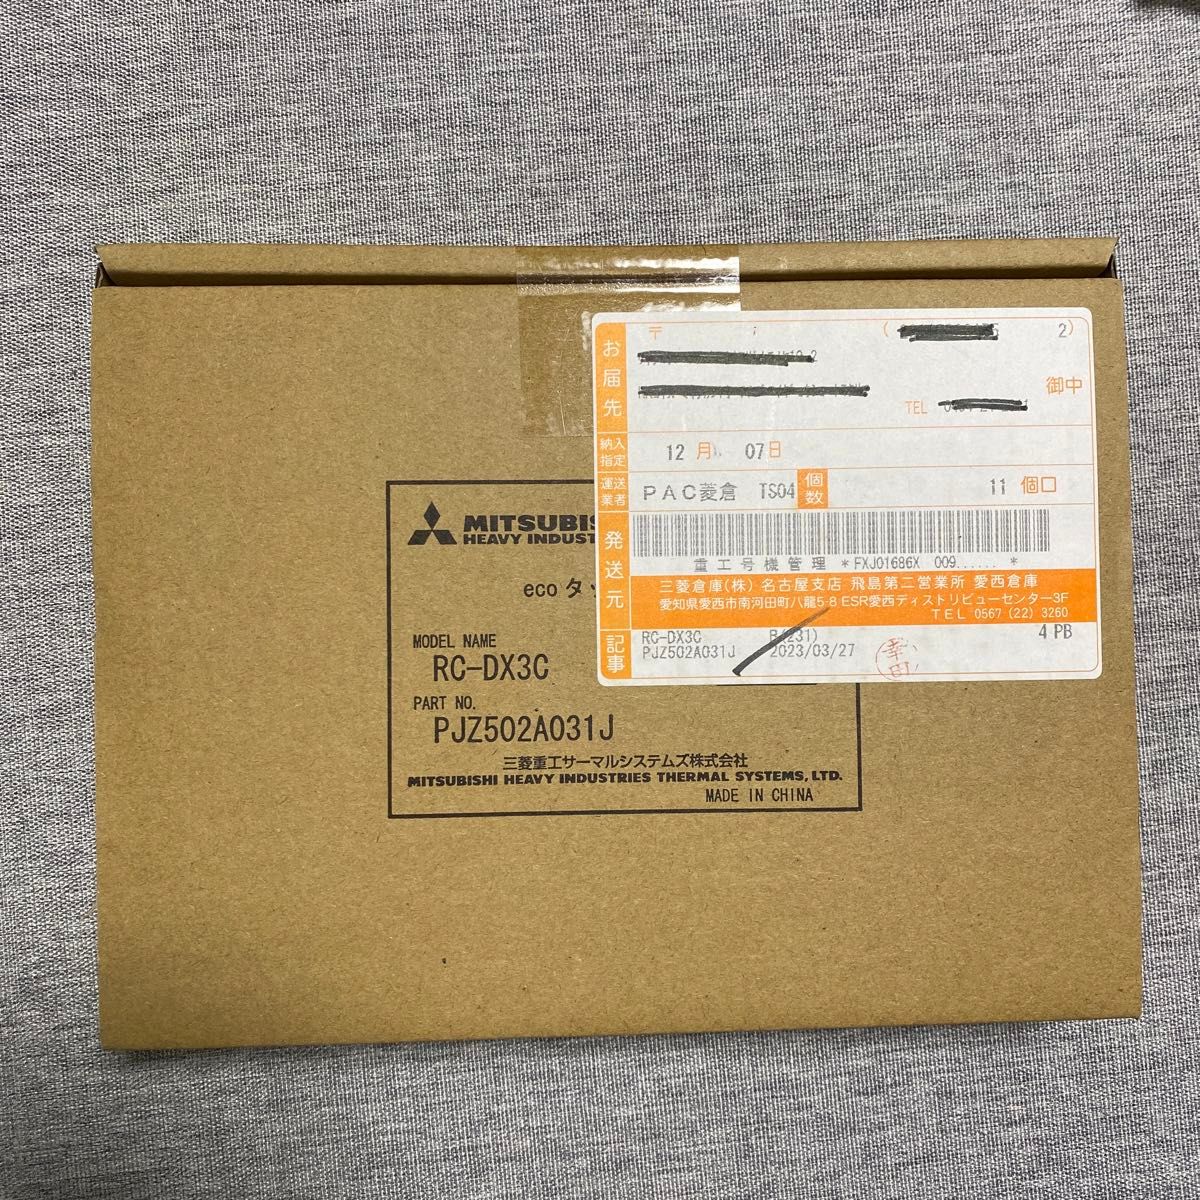 お届先
〒
( 2)
御中
TEL
納入指定
12 月 07 日
運送業者
PAC菱倉 TS04
個数
11 個口
発送元
重工号機管理 *FXJ01686X 009...... *
三菱倉庫(株) 名古屋支店 飛島第二営業所 愛西倉庫
愛知県愛西市南河田町八龍5-8 ESR愛西ディストリビューセンター3F
TEL 0567 (22) 3260
記事
RC-DX3C B(231) 4 PB
PJZ502A031J 2023/03/27
MITSUBIS
HEAVY INDUST
eco タッ
MODEL NAME
RC-DX3C
PART NO.
PJZ502A031J
三菱重工サーマルシステムズ株式会社
MITSUBISHI HEAVY INDUSTRIES THERMAL SYSTEMS, LTD.
MADE IN CHINA